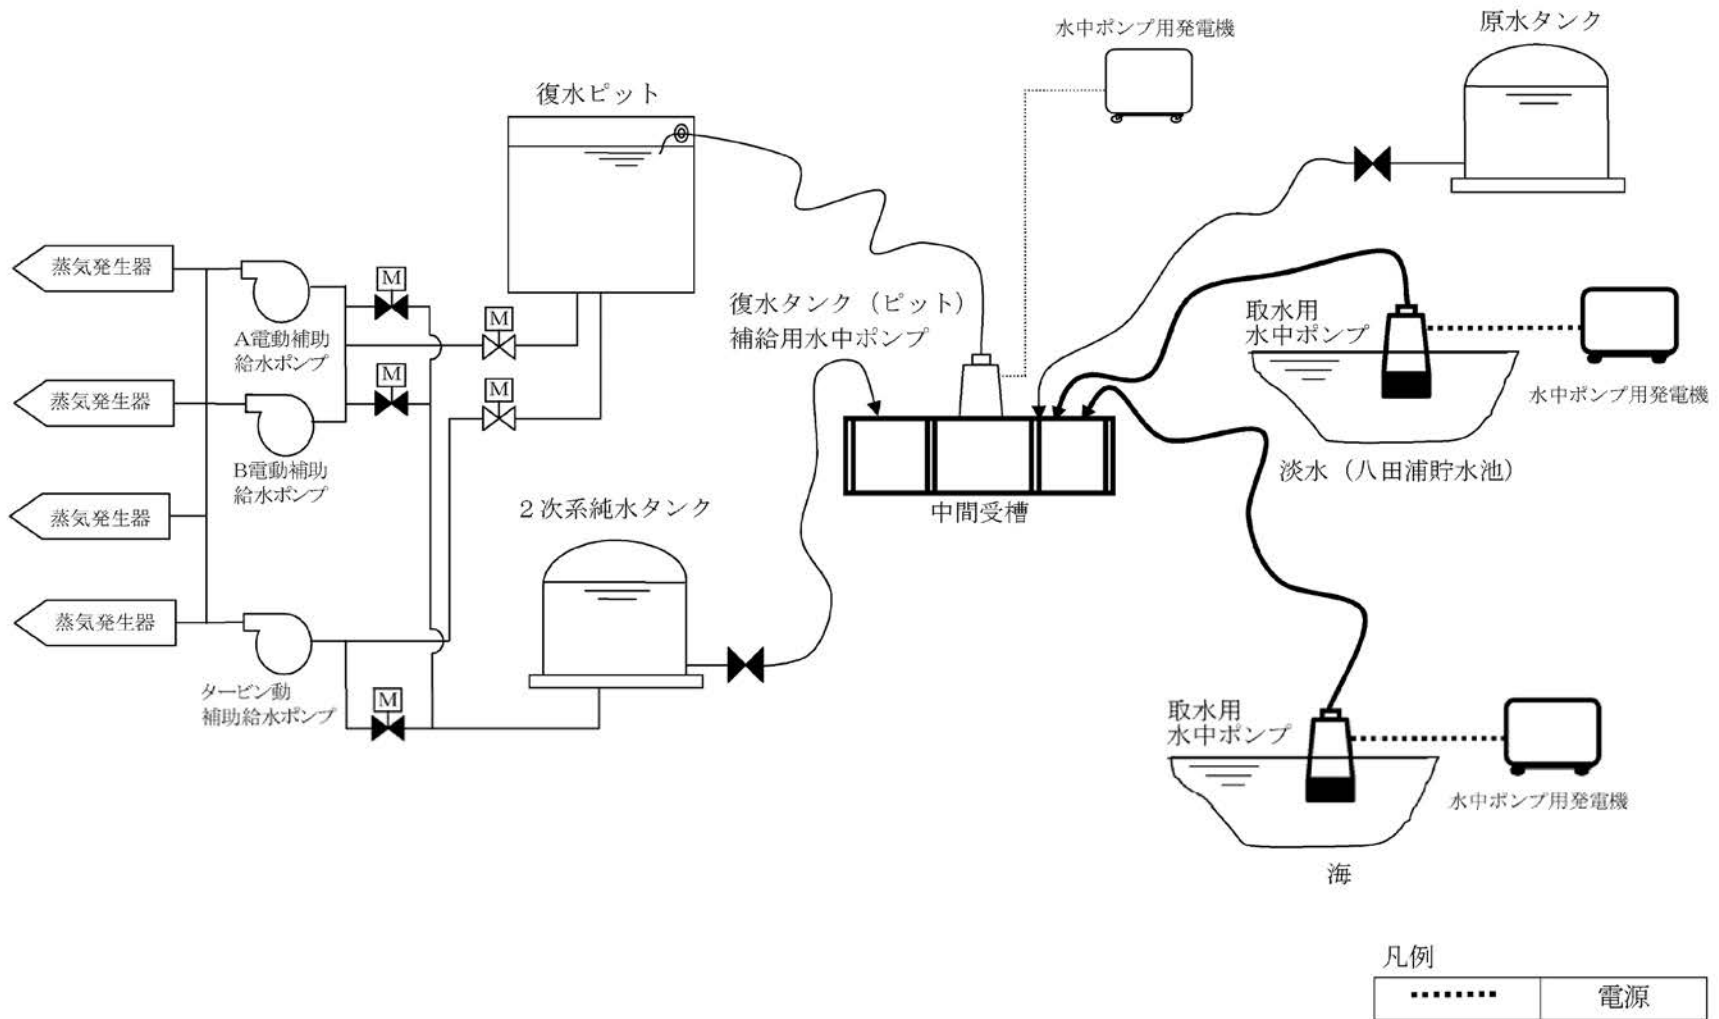 水中ポンプ用発電機
原水タンク
復水ピット
蒸気発生器
M
A電動補助
給水ポンプ
M
復水タンク（ピット）
補給用水中ポンプ
取水用
水中ポンプ
水中ポンプ用発電機
蒸気発生器
M
M
B電動補助
給水ポンプ
淡水（八田浦貯水池）
蒸気発生器
２次系純水タンク
中間受槽
蒸気発生器
タービン動
補助給水ポンプ
M
取水用
水中ポンプ
水中ポンプ用発電機
海
凡例
電源